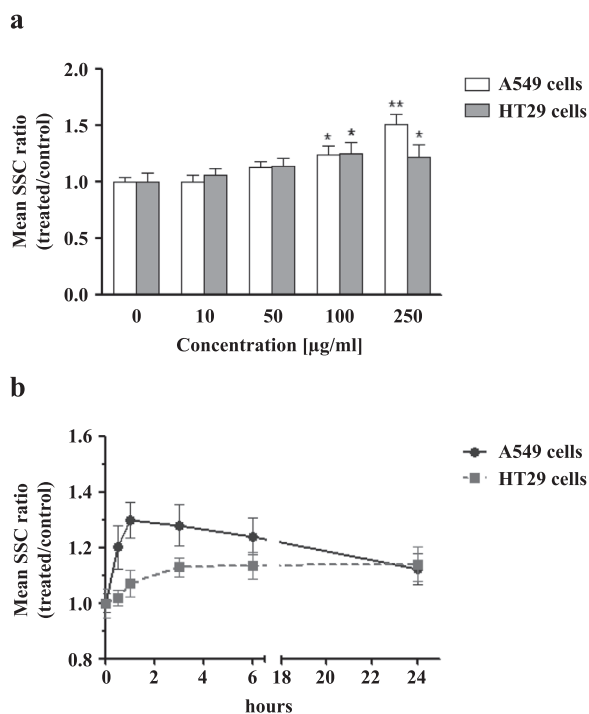 a
2.0
1.5
1.0
0.5
0.0
Mean SSC ratio
(treated/control)
* * ** *
0 10 50 100 250
Concentration [µg/ml]
A549 cells
HT29 cells
b
1.6
1.4
1.2
1.0
0.8
Mean SSC ratio
(treated/control)
0 2 4 6 18 20 22 24
hours
A549 cells
HT29 cells